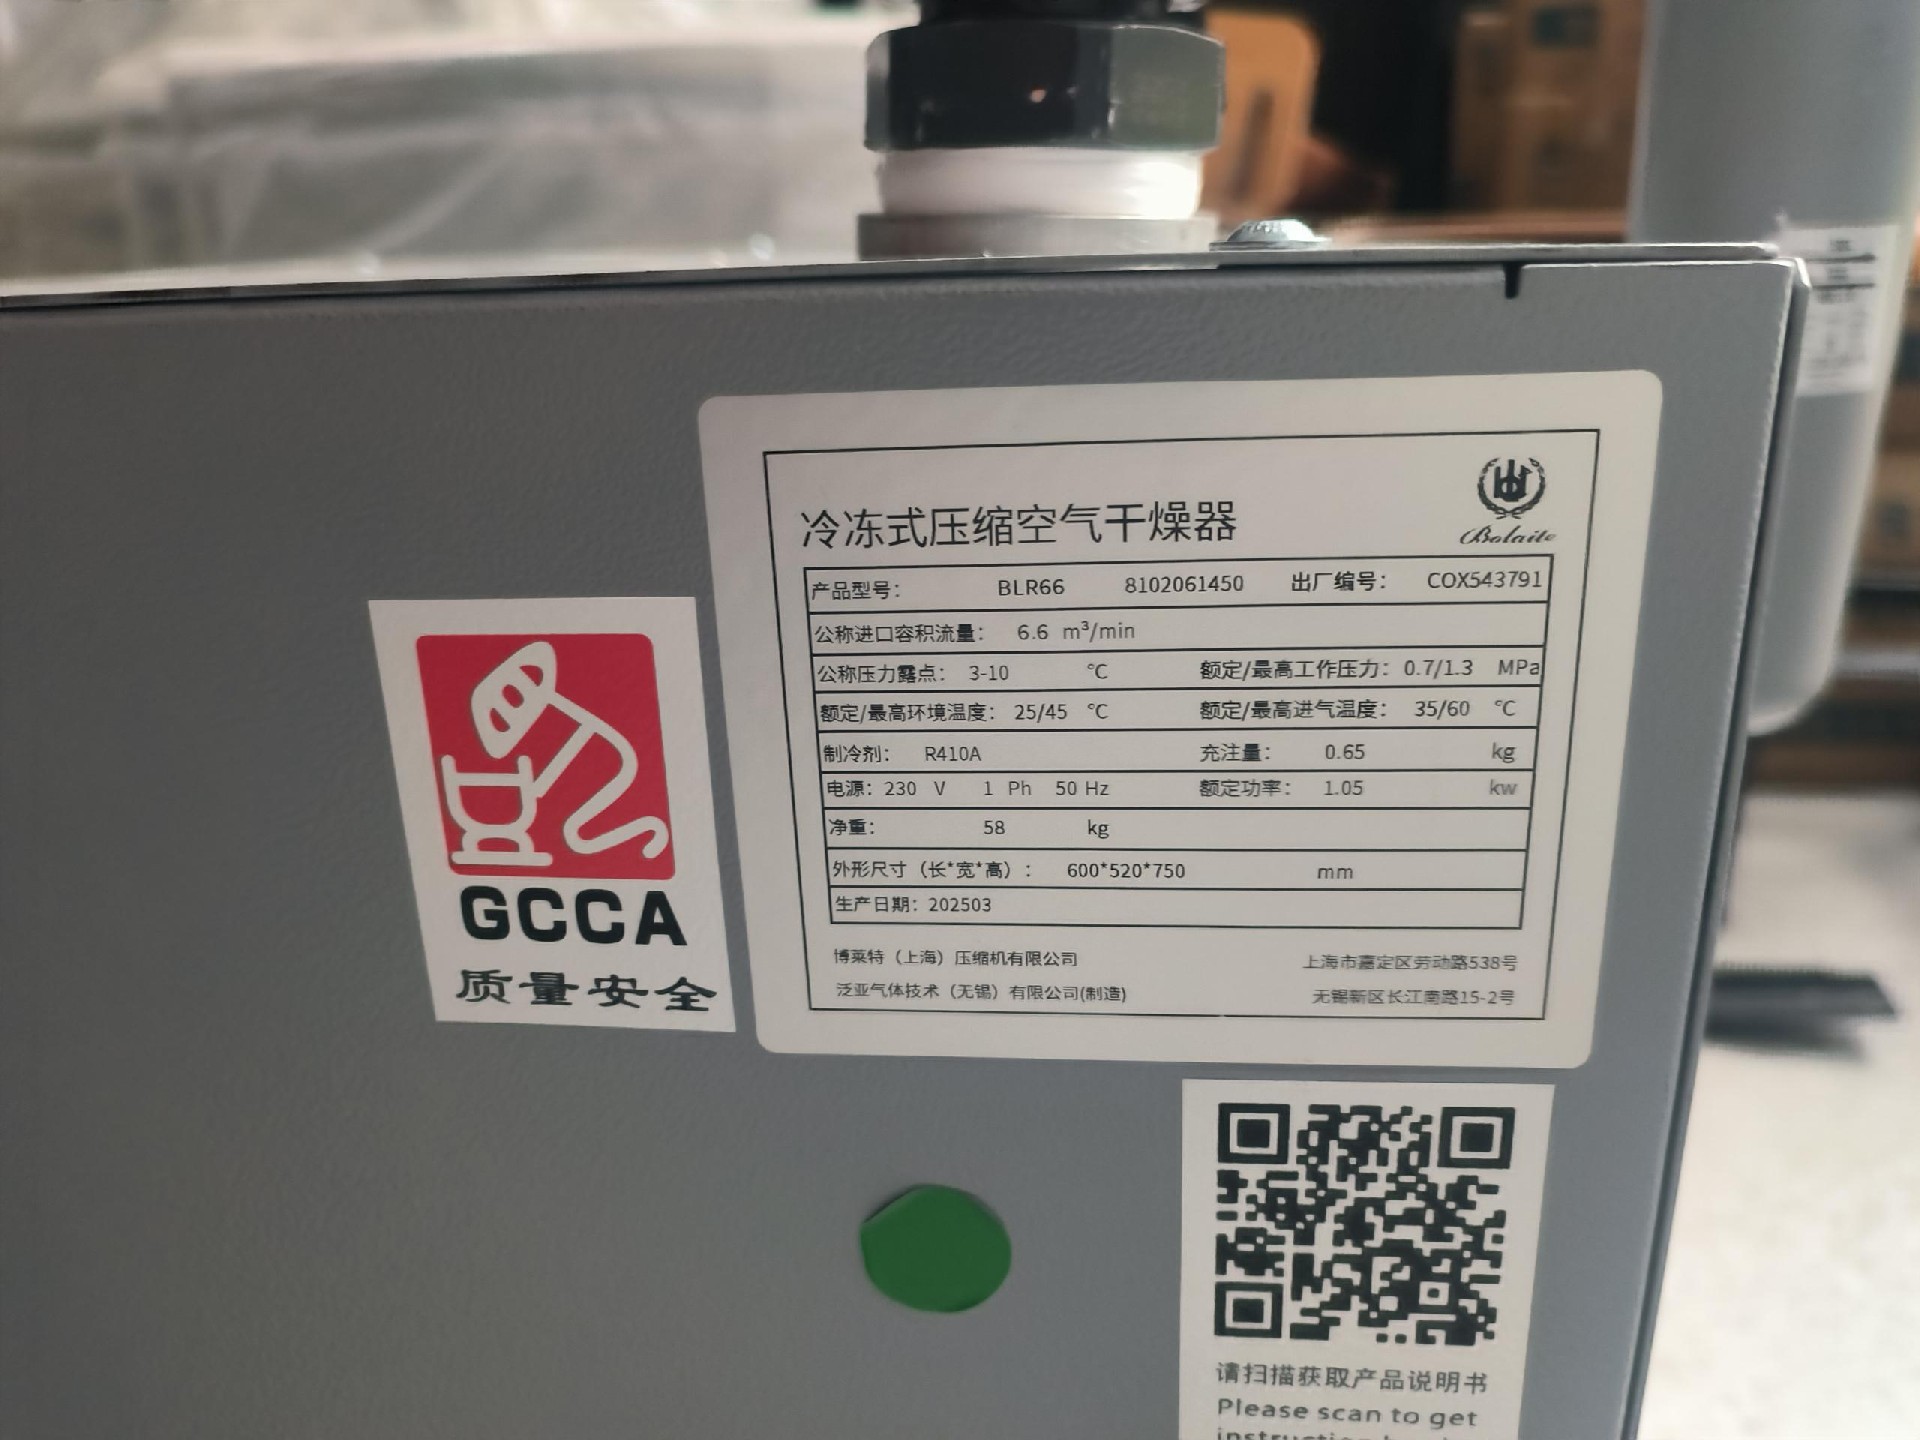 Bolaite
冷冻式压缩空气干燥器
产品型号： BLR66 8102061450 出厂编号： COX543791
公称进口容积流量： 6.6 m³/min
公称压力露点： 3-10 ℃ 额定/最高工作压力：0.7/1.3 MPa
额定/最高环境温度： 25/45 ℃ 额定/最高进气温度： 35/60 ℃
制冷剂： R410A 充注量： 0.65 kg
电源：230 V 1 Ph 50 Hz 额定功率： 1.05 kw
净重： 58 kg
外形尺寸（长*宽*高）： 600*520*750 mm
生产日期：202503
博莱特（上海）压缩机有限公司 上海市嘉定区劳动路538号
泛亚气体技术（无锡）有限公司(制造) 无锡新区长江南路15-2号
GCCA
质量安全
请扫描获取产品说明书
Please scan to get